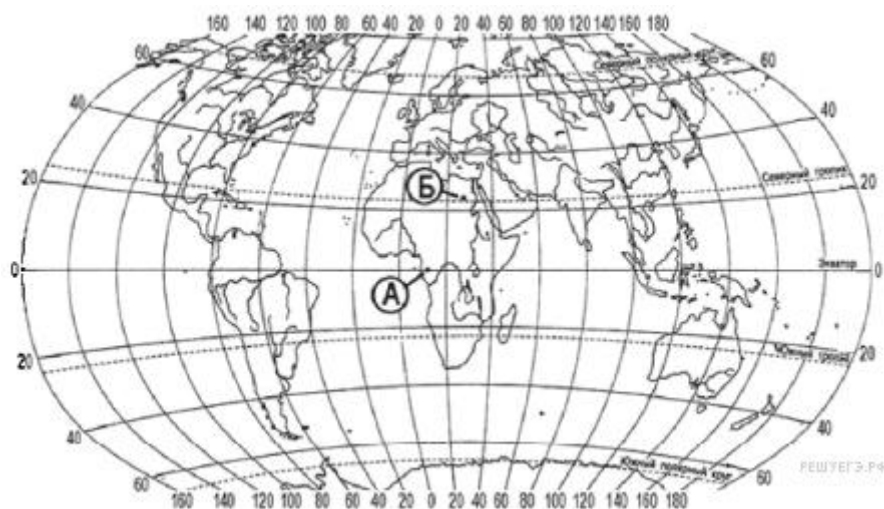 160 140 120 100 80 60 40 20 0 20 40 60 80 100 120 140 160 180
60 Северный полярный круг 60
40 40
Б
20 Северный тропик 20
0 Экватор 0
А
20 Южный тропик 20
40 40
60 Южный полярный круг 60
РЕШУЕГЭ.РФ
160 140 120 100 80 60 40 20 0 20 40 60 80 100 120 140 160 180